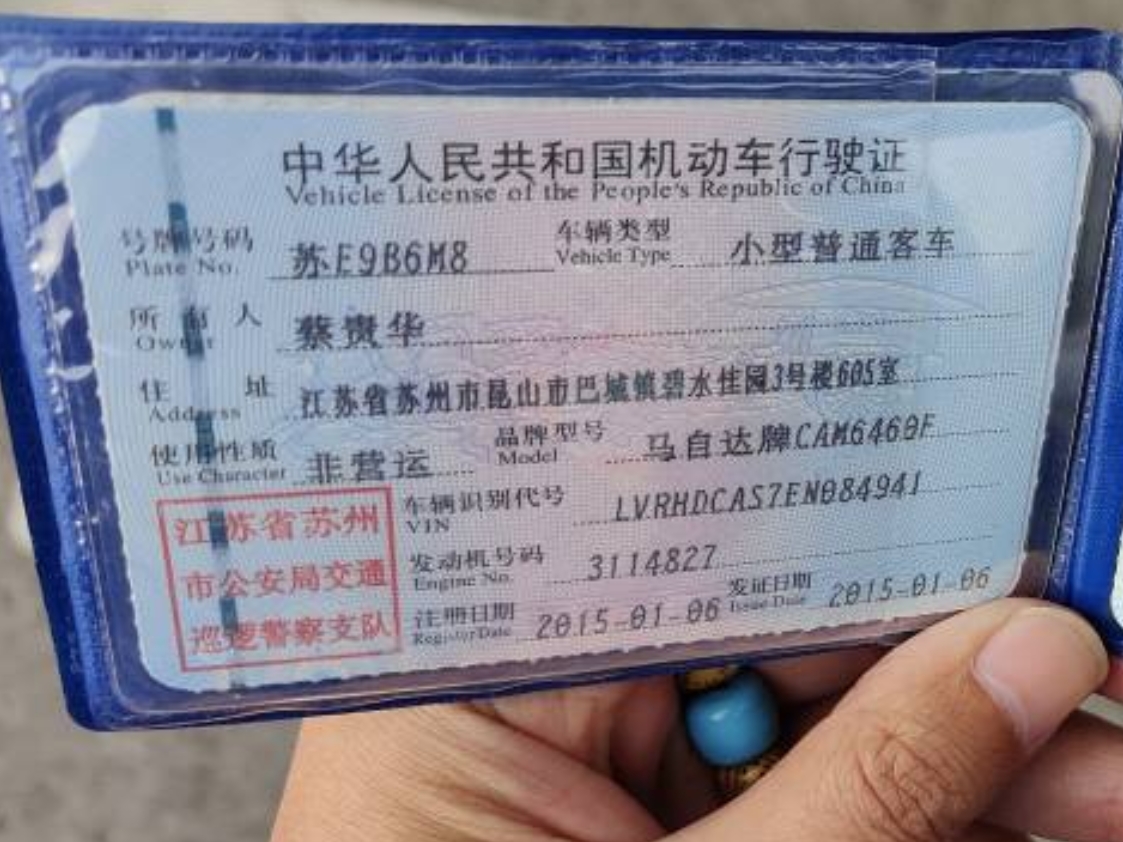 中华人民共和国机动车行驶证
Vehicle License of the People's Republic of China
号牌号码 苏E9B6M8 车辆类型 小型普通客车
Plate No. Vehicle Type
所有人 蔡贵华
Owner
住址 江苏省苏州市昆山市巴城镇碧水佳园3号楼605室
Address
使用性质 非营运 品牌型号 马自达牌CAM6460F
Use Character Model
车辆识别代号 LVRHDCAS7EN084941
VIN
发动机号码 3114827
Engine No.
注册日期 2015-01-06 发证日期 2015-01-06
Register Date Issue Date
江苏省苏州
市公安局交通
巡逻警察支队